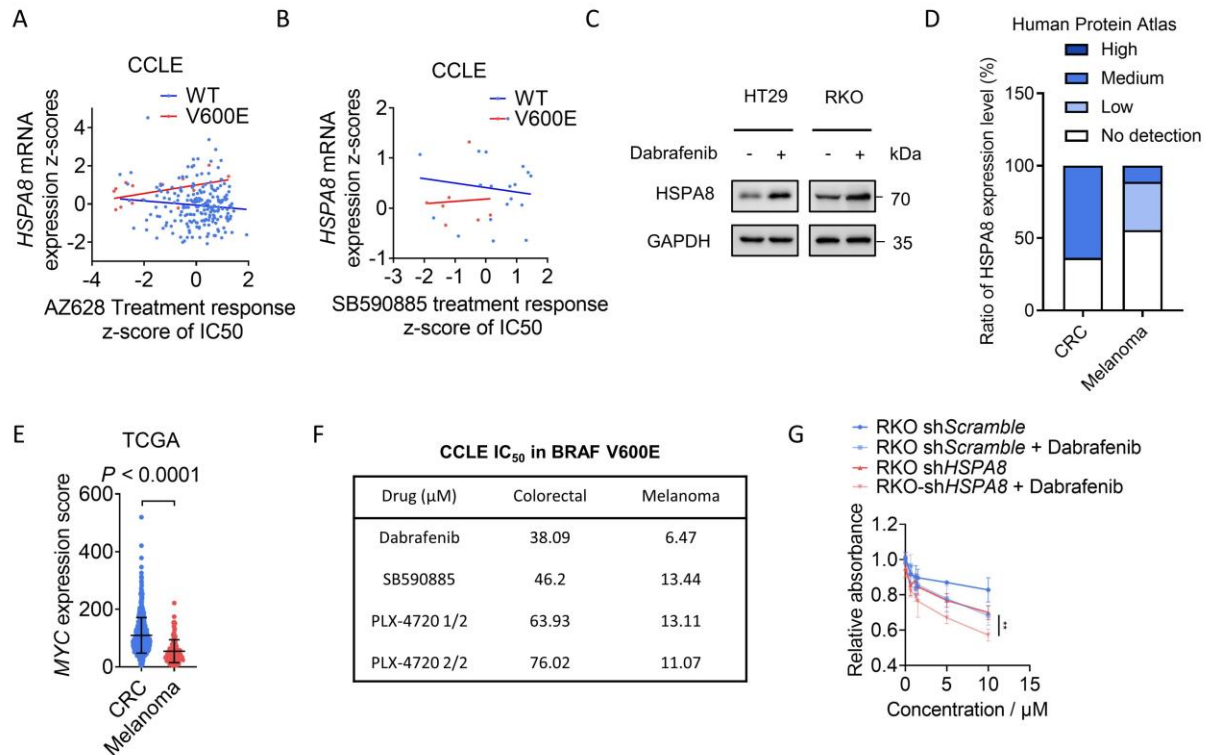 A
CCLE
WT
V600E
HSPA8 mRNA
expression z-scores
4
2
0
-2
-4
-2
0
2
AZ628 Treatment response
z-score of IC50
B
CCLE
WT
V600E
HSPA8 mRNA
expression z-scores
2
1
0
1
-3
-2
-1
0
1
2
SB590885 treatment response
z-score of IC50
C
HT29
RKO
Dabrafenib
-
+
-
+
kDa
HSPA8
70
GAPDH
35
D
Human Protein Atlas
High
Medium
Low
No detection
Ratio of HSPA8 expression level (%)
100
50
0
CRC
Melanoma
E
TCGA
P < 0.0001
MYC expression score
600
400
200
0
CRC
Melanoma
F
CCLE IC50 in BRAF V600E
Drug (µM) Colorectal Melanoma
Dabrafenib 38.09 6.47
SB590885 46.2 13.44
PLX-4720 1/2 63.93 13.11
PLX-4720 2/2 76.02 11.07
G
RKO shScramble
RKO shScramble + Dabrafenib
RKO shHSPA8
RKO-shHSPA8 + Dabrafenib
Relative absorbance
1.2
1.0
0.8
0.6
0.4
**
0
5
10
15
Concentration / µM